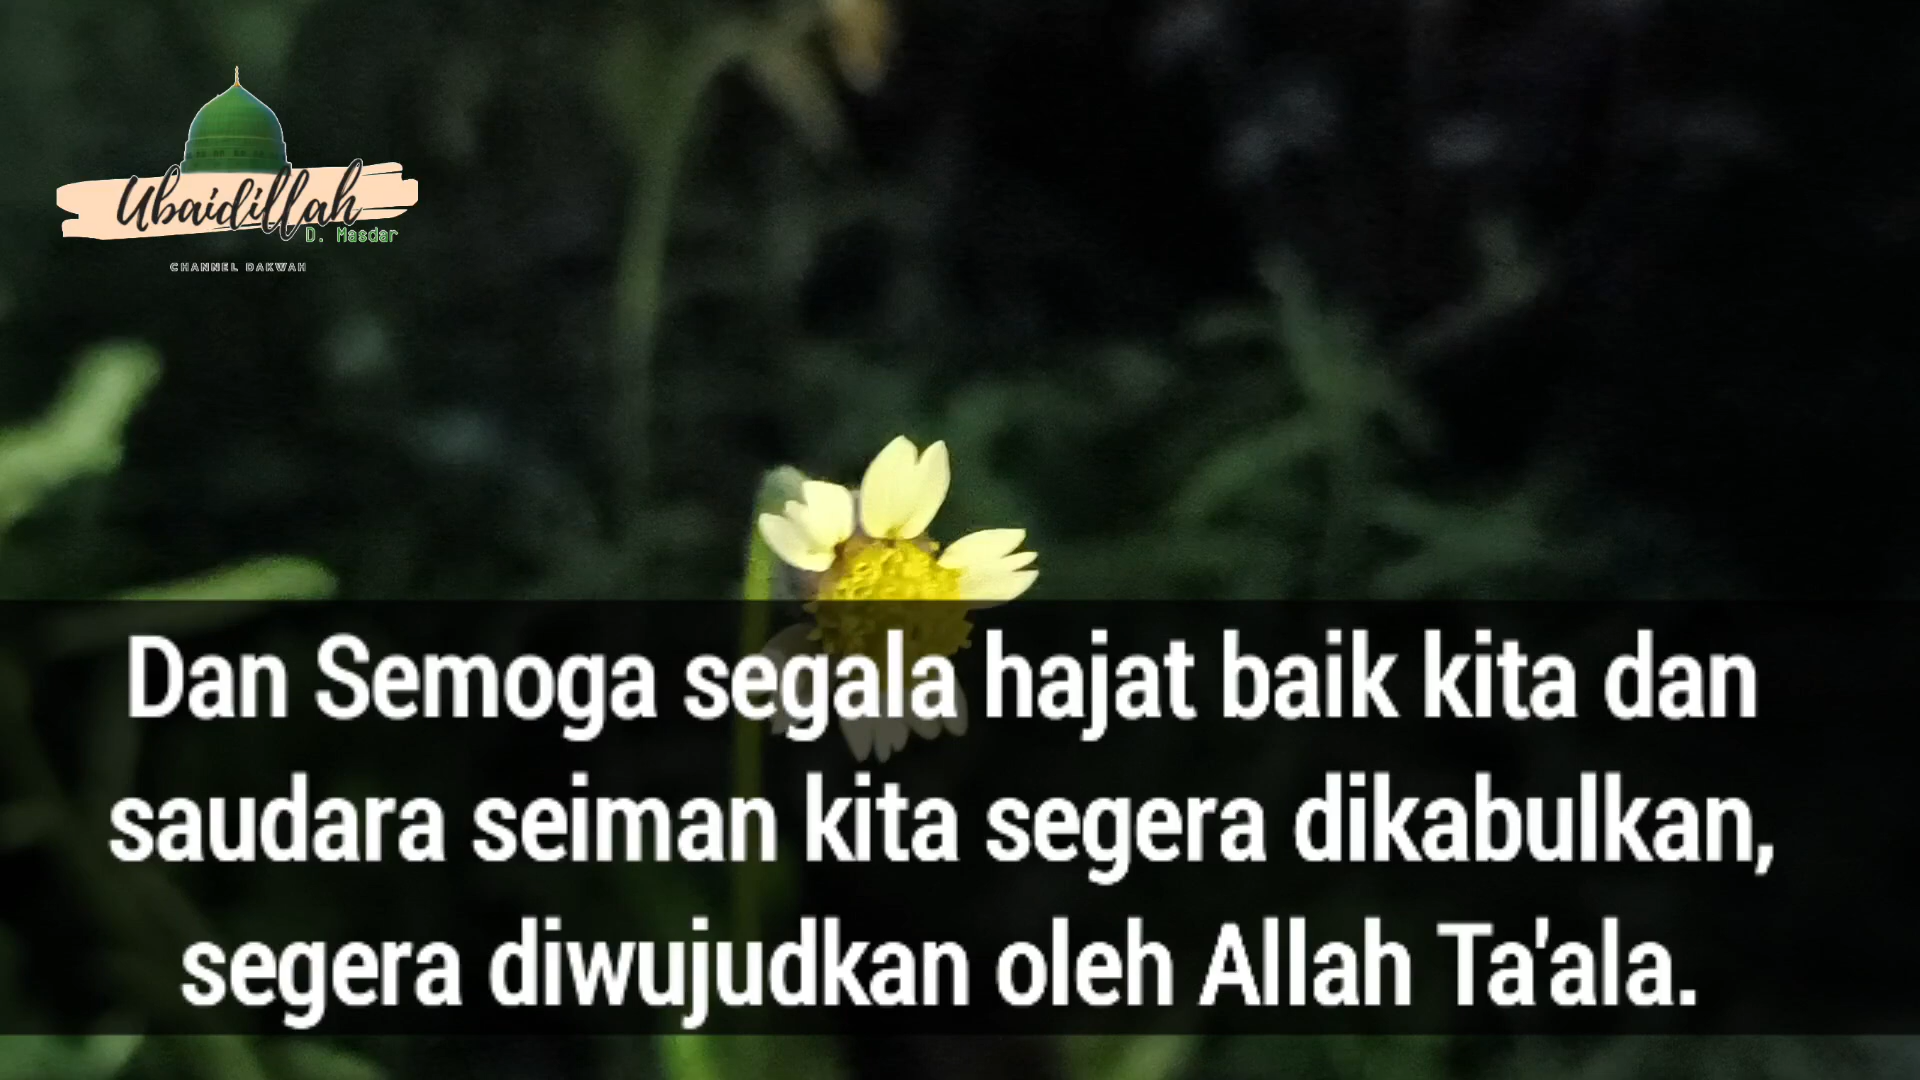 Ubaidillah
D. Masdar
CHANNEL DAKWAH
Dan Semoga segala hajat baik kita dan
saudara seiman kita segera dikabulkan,
segera diwujudkan oleh Allah Ta'ala.